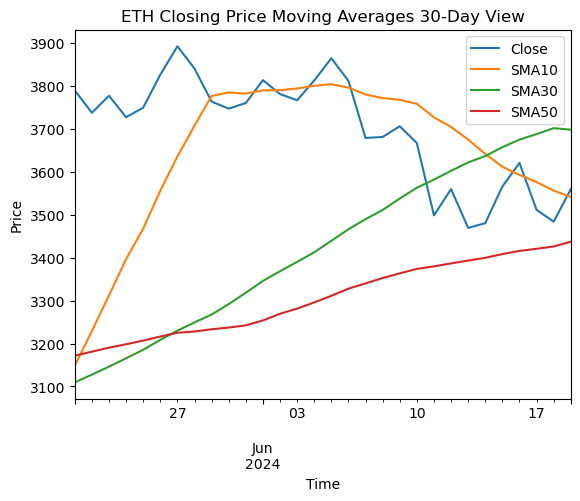 ETH Closing Price Moving Averages 30-Day View
3900
3800
3700
3600
3500
3400
3300
3200
3100
Price
Close
SMA10
SMA30
SMA50
27
03
10
17
Jun
2024
Time